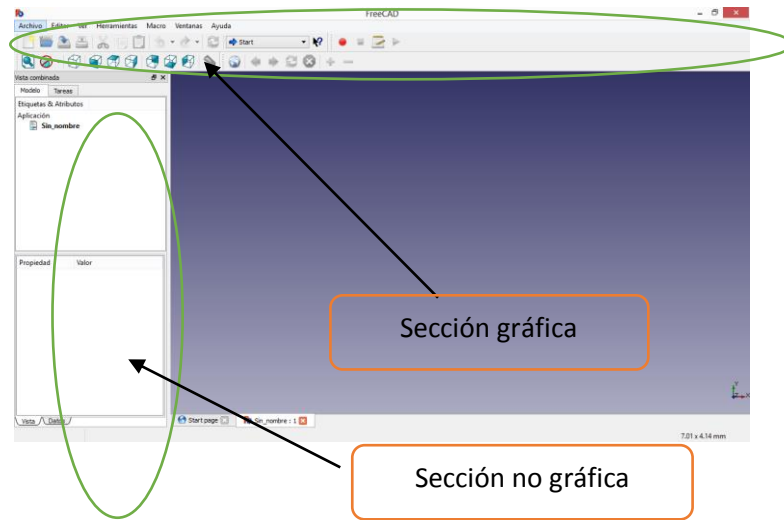 FreeCAD
Archivo Editar Ver Herramientas Macro Ventanas Ayuda
Start
Vista combinada
Modelo Tareas
Etiquetas & Atributos
Aplicación
Sin_nombre
Propiedad Valor
Sección gráfica
Y
X
Vista Datos
Start page Sin_nombre : 1
7.01 x 4.14 mm
Sección no gráfica